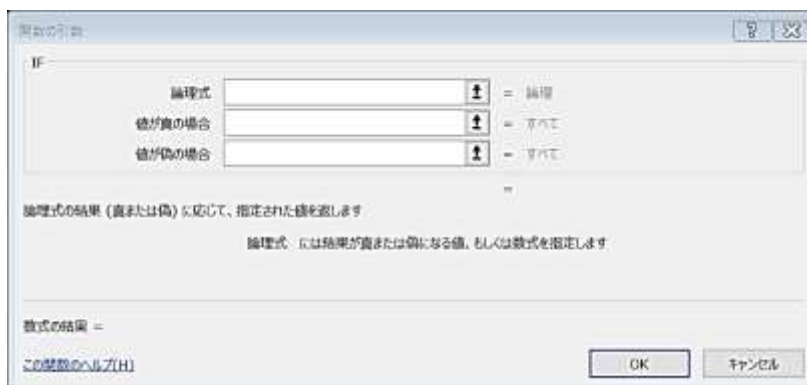 関数の引数
IF
論理式 = 論理
値が真の場合 = すべて
値が偽の場合 = すべて
=
論理式の結果 (真または偽) に応じて、指定された値を返します
論理式 には結果が真または偽になる値、もしくは数式を指定します
数式の結果 =
この関数のヘルプ(H)
OK
キャンセル